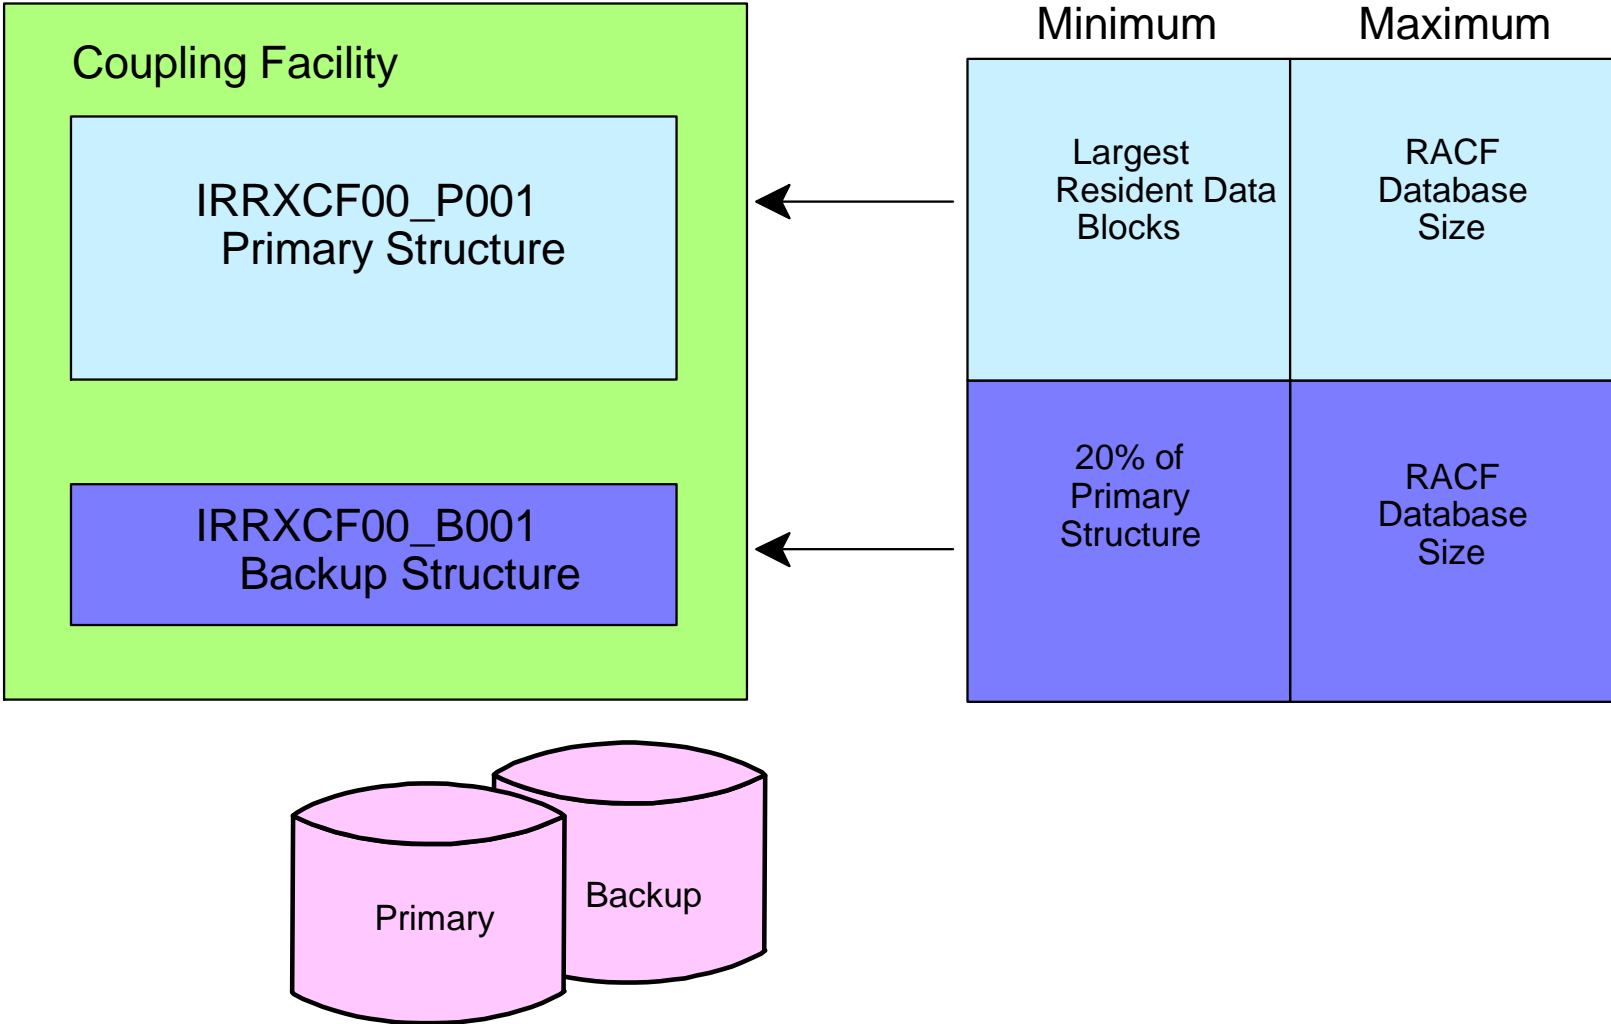 Coupling Facility
IRRXCF00_P001
Primary Structure
IRRXCF00_B001
Backup Structure
Minimum
Maximum
Largest
Resident Data
Blocks
RACF
Database
Size
20% of
Primary
Structure
RACF
Database
Size
Primary
Backup